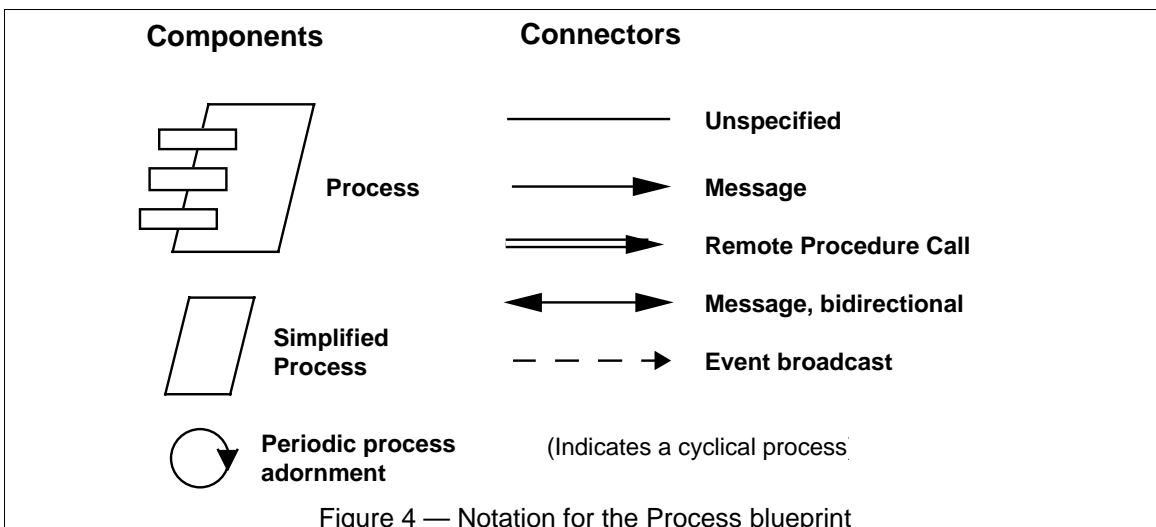 Components
Connectors
Process
Simplified
Process
Periodic process
adornment
Unspecified
Message
Remote Procedure Call
Message, bidirectional
Event broadcast
(Indicates a cyclical process)
Figure 4 — Notation for the Process blueprint